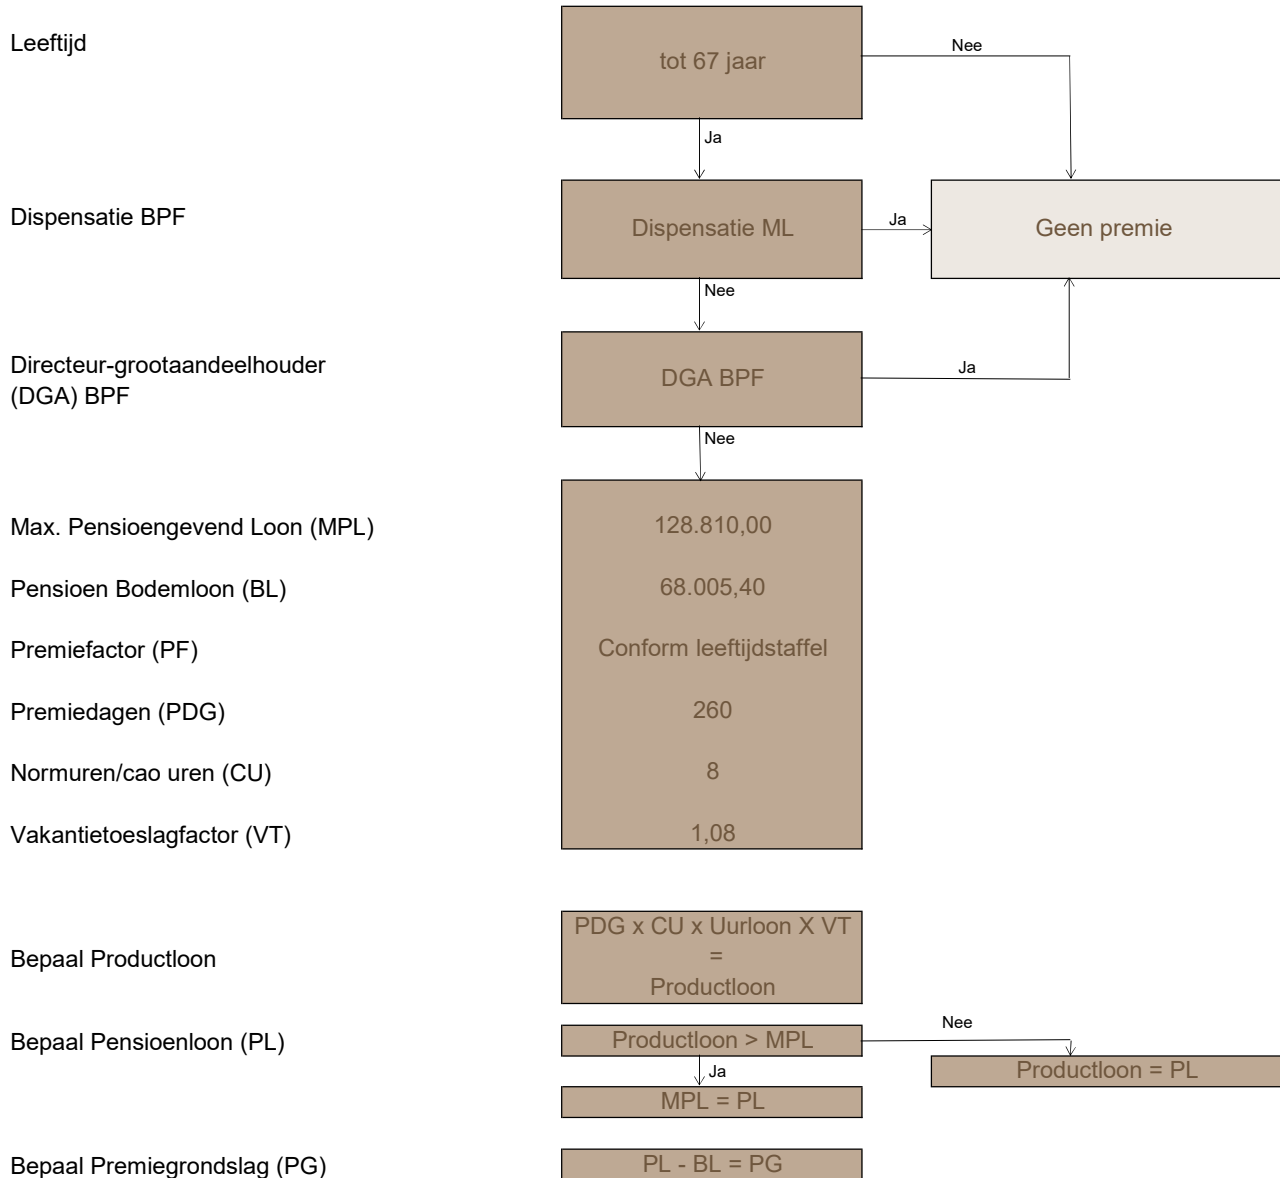 Leeftijd
tot 67 jaar
Nee
Ja
Dispensatie BPF
Dispensatie ML
Ja
Geen premie
Nee
Directeur-grootaandeelhouder
(DGA) BPF
DGA BPF
Ja
Nee
Max. Pensioengevend Loon (MPL)
128.810,00
Pensioen Bodemloon (BL)
68.005,40
Premiefactor (PF)
Conform leeftijdstaffel
Premiedagen (PDG)
260
Normuren/cao uren (CU)
8
Vakantietoeslagfactor (VT)
1,08
Bepaal Productloon
PDG x CU x Uurloon X VT
=
Productloon
Bepaal Pensioenloon (PL)
Productloon > MPL
Nee
Ja
Productloon = PL
MPL = PL
Bepaal Premiegrondslag (PG)
PL - BL = PG